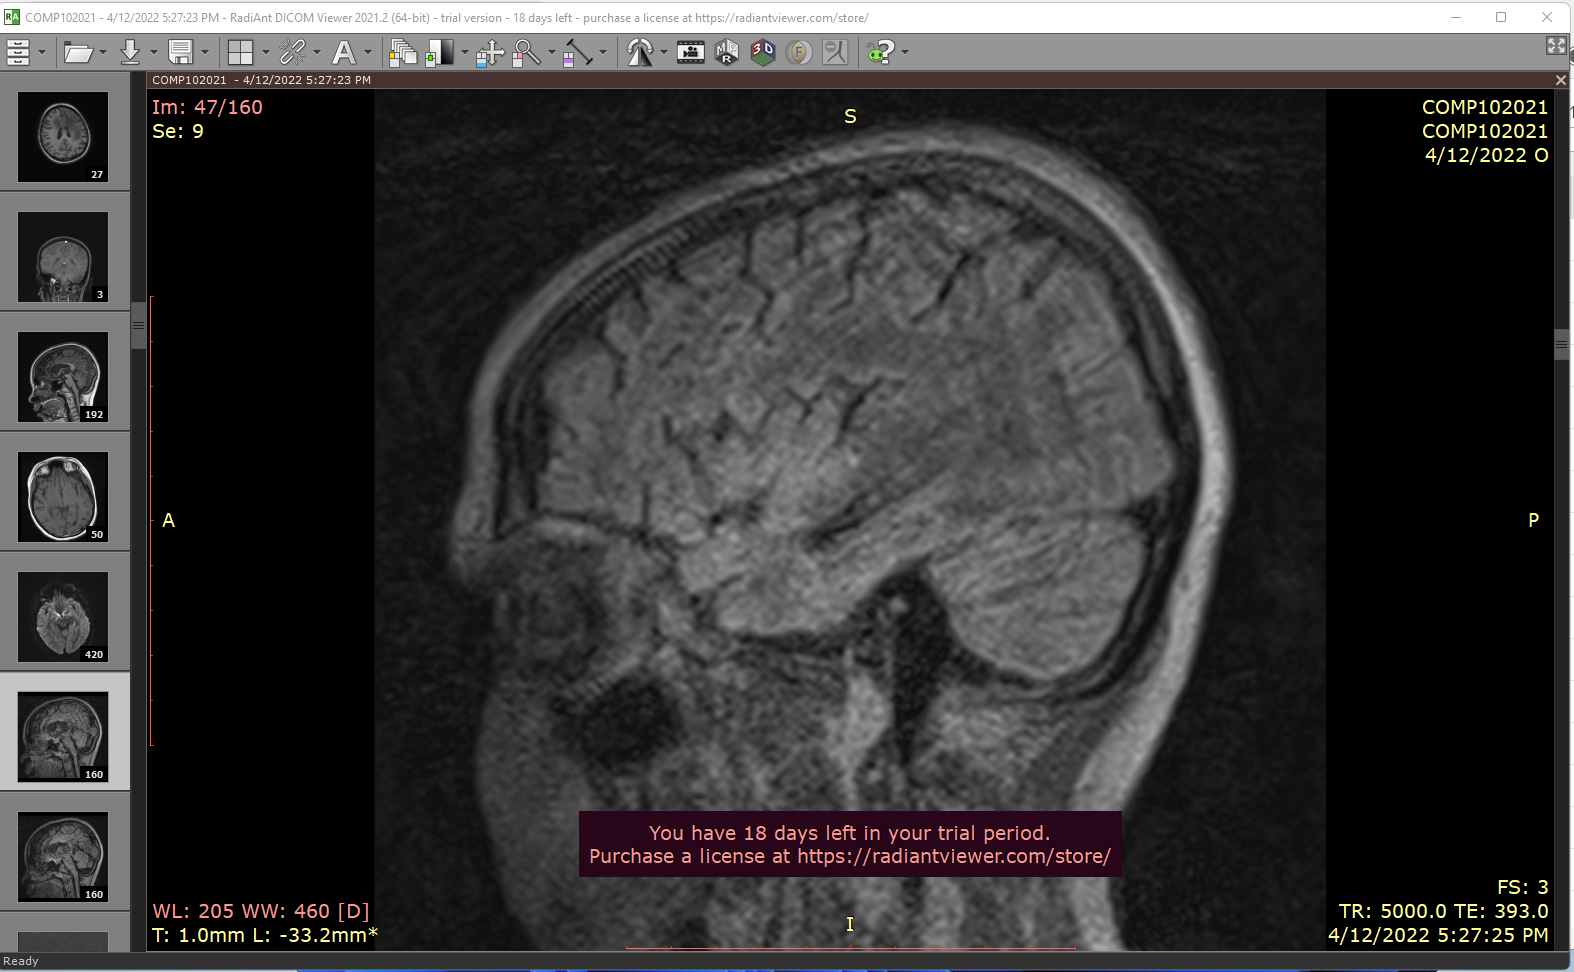 COMP102021 - 4/12/2022 5:27:23 PM - RadiAnt DICOM Viewer 2021.2 (64-bit) - trial version - 18 days left - purchase a license at https://radiantviewer.com/store/
COMP102021 - 4/12/2022 5:27:23 PM
Im: 47/160
Se: 9
S
COMP102021
COMP102021
4/12/2022 O
27
3
192
50
420
160
160
A
P
You have 18 days left in your trial period.
Purchase a license at https://radiantviewer.com/store/
I
WL: 205 WW: 460 [D]
T: 1.0mm L: -33.2mm*
FS: 3
TR: 5000.0 TE: 393.0
4/12/2022 5:27:25 PM
Ready